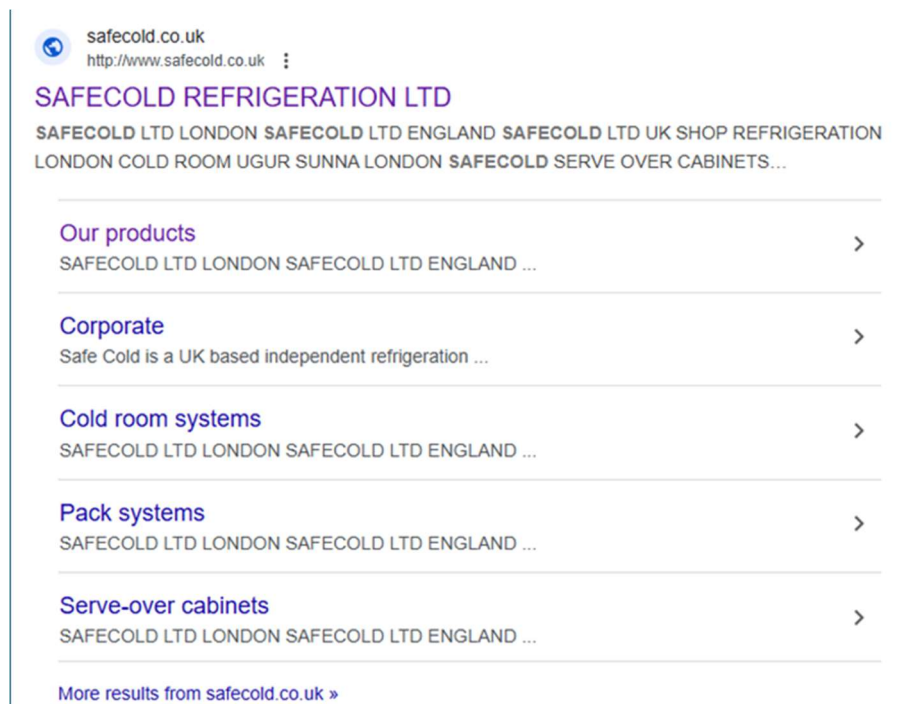 safecold.co.uk
http://www.safecold.co.uk
SAFECOLD REFRIGERATION LTD
SAFECOLD LTD LONDON SAFECOLD LTD ENGLAND SAFECOLD LTD UK SHOP REFRIGERATION
LONDON COLD ROOM UGUR SUNNA LONDON SAFECOLD SERVE OVER CABINETS...
Our products
SAFECOLD LTD LONDON SAFECOLD LTD ENGLAND ...
Corporate
Safe Cold is a UK based independent refrigeration ...
Cold room systems
SAFECOLD LTD LONDON SAFECOLD LTD ENGLAND ...
Pack systems
SAFECOLD LTD LONDON SAFECOLD LTD ENGLAND ...
Serve-over cabinets
SAFECOLD LTD LONDON SAFECOLD LTD ENGLAND ...
More results from safecold.co.uk »